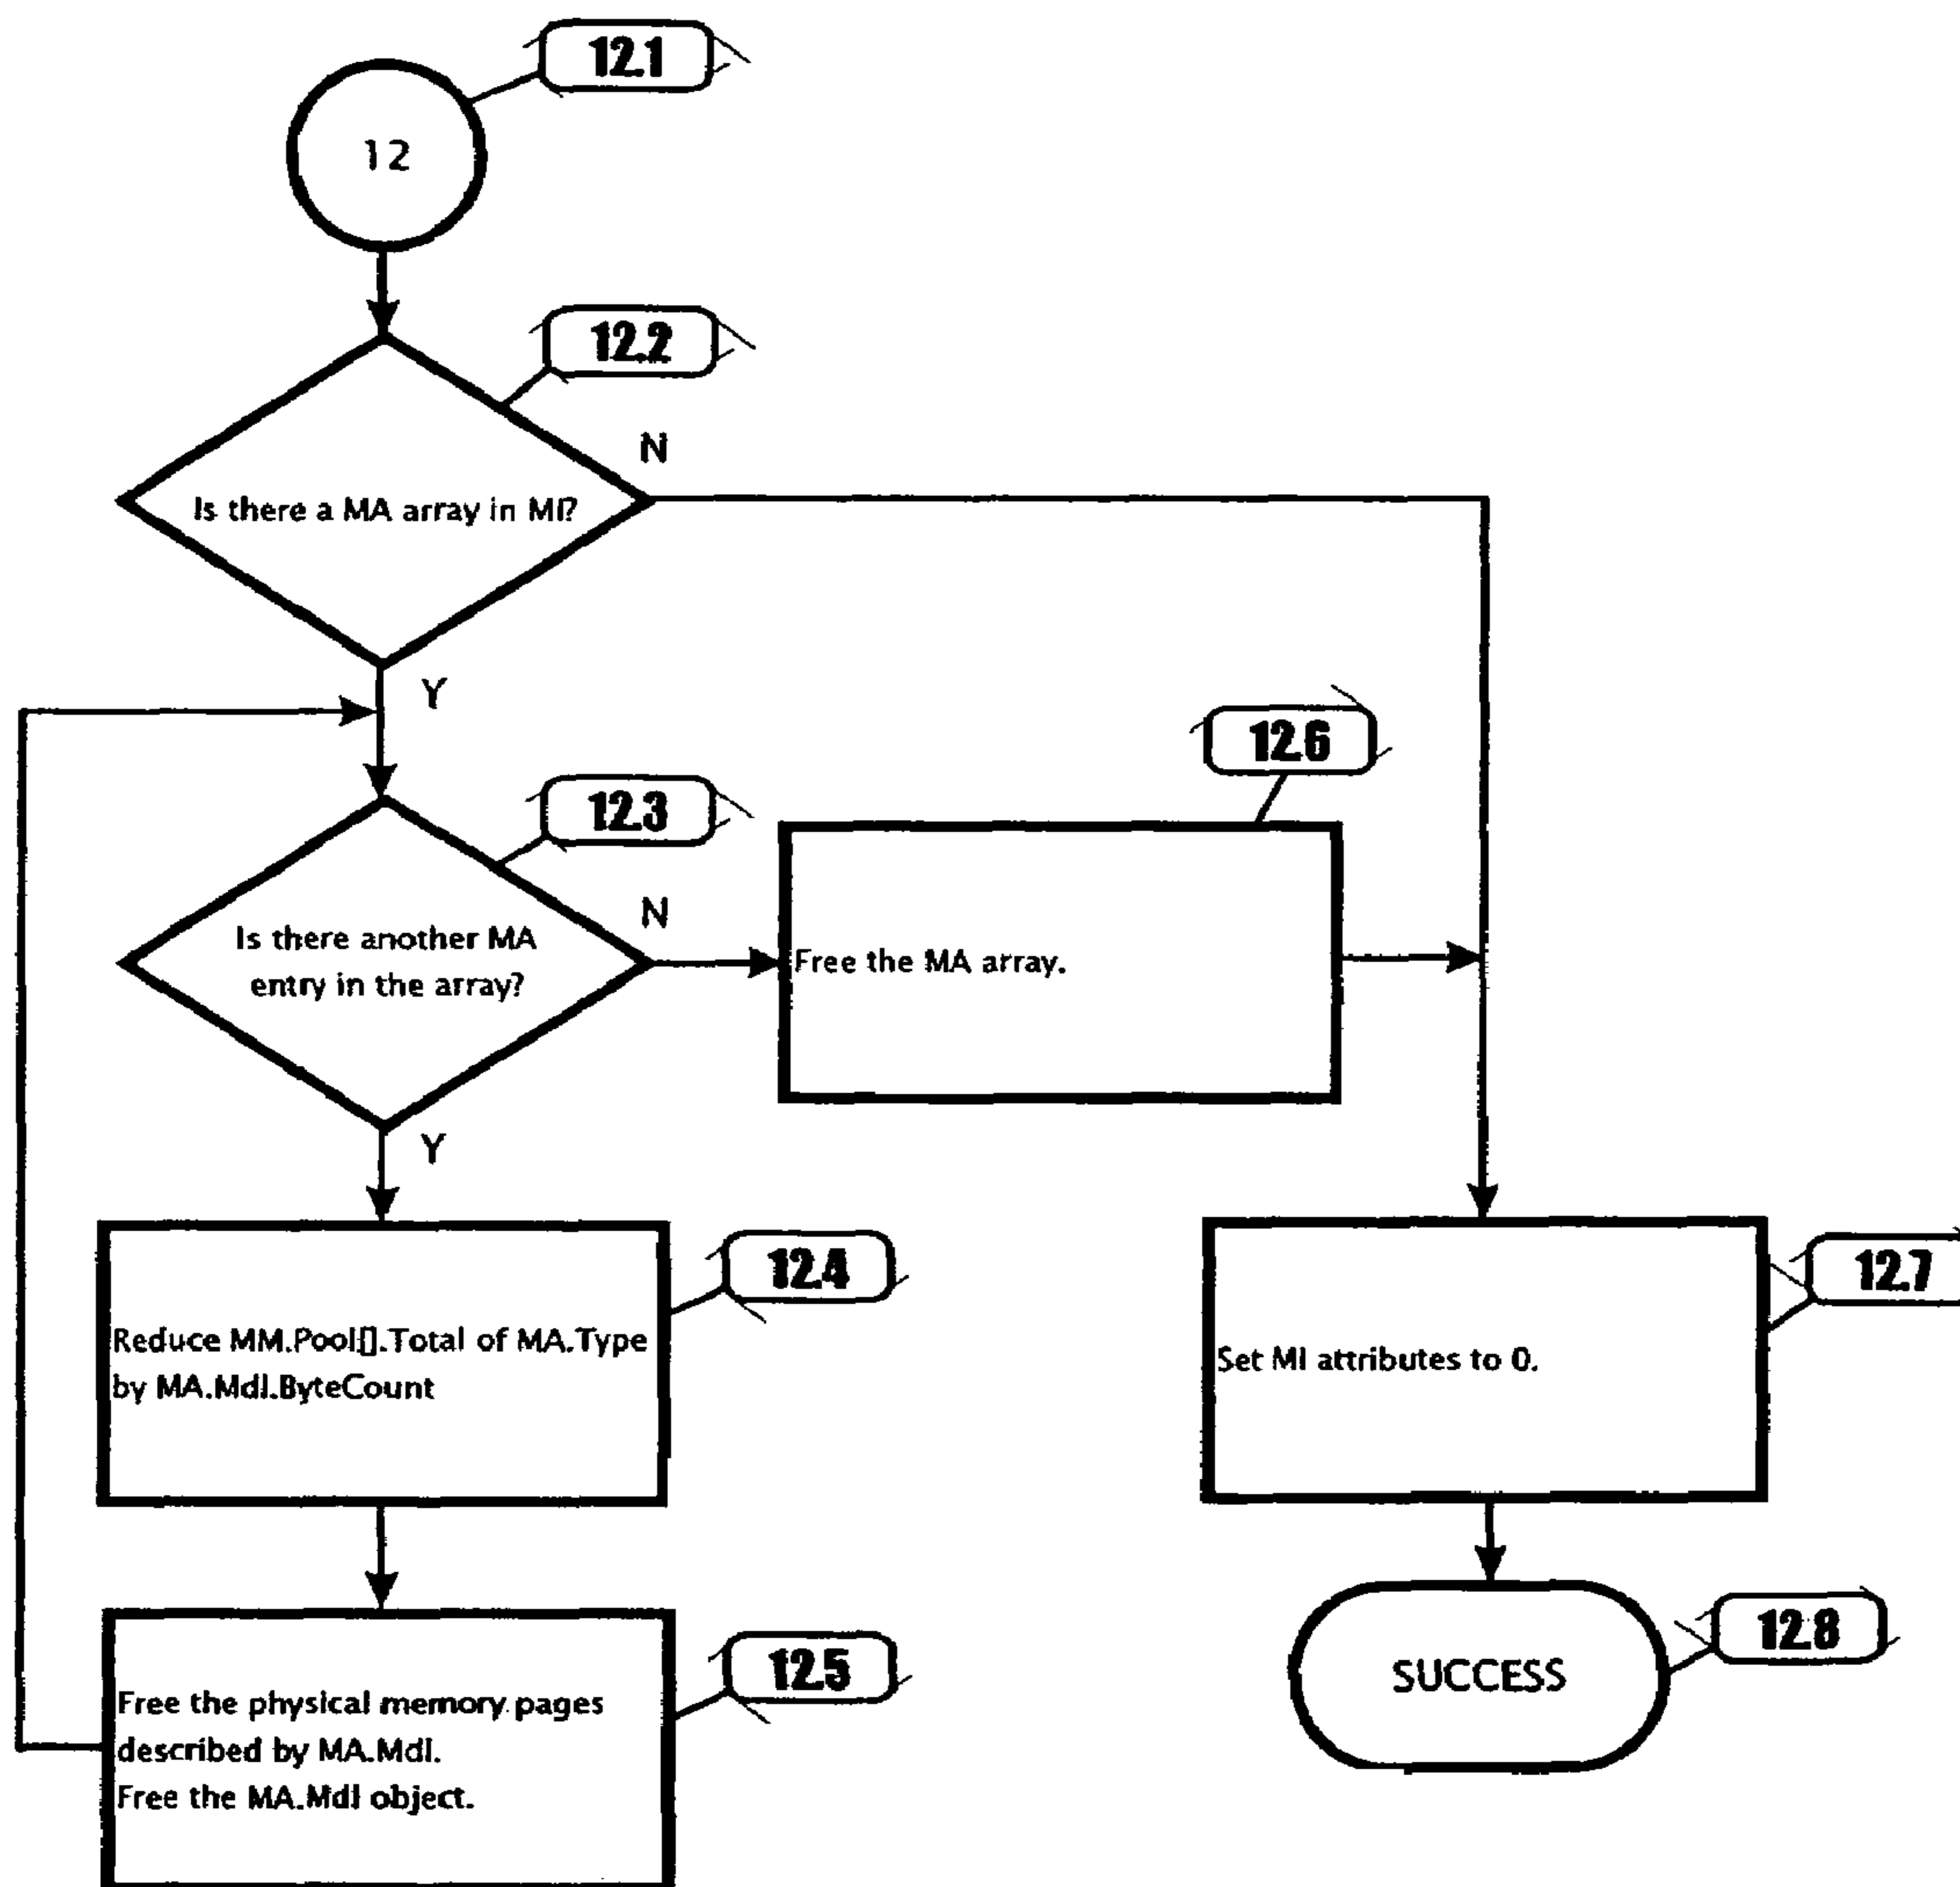 12.1
12
12.2
N
Is there a MA array in MI?
Y
12.6
12.3
N
Is there another MA
entry in the array?
Free the MA array.
Y
12.4
12.7
Reduce MM.Pool[].Total of MA.Type
by MA.Mdl.ByteCount
Set MI attributes to 0.
12.5
12.8
SUCCESS
Free the physical memory pages
described by MA.Mdl.
Free the MA.Mdl object.